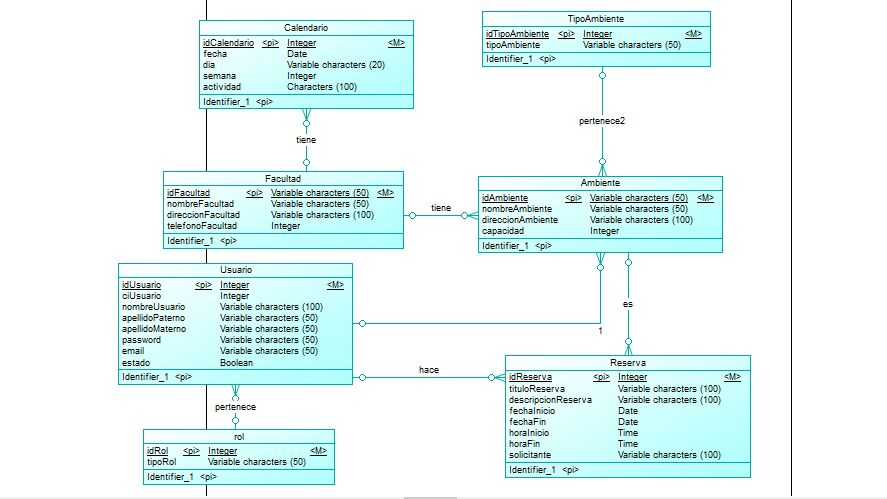 Calendario
idCalendario <pi> Integer <M>
fecha Date
dia Variable characters (20)
semana Integer
actividad Characters (100)
Identifier_1 <pi>
TipoAmbiente
idTipoAmbiente <pi> Integer <M>
tipoAmbiente Variable characters (50)
Identifier_1 <pi>
tiene
pertenece2
Facultad
idFacultad <pi> Variable characters (50) <M>
nombreFacultad Variable characters (50)
direccionFacultad Variable characters (100)
telefonoFacultad Integer
Identifier_1 <pi>
tiene
Ambiente
idAmbiente <pi> Variable characters (50) <M>
nombreAmbiente Variable characters (50)
direccionAmbiente Variable characters (100)
capacidad Integer
Identifier_1 <pi>
Usuario
idUsuario <pi> Integer <M>
ciUsuario Integer
nombreUsuario Variable characters (100)
apellidoPaterno Variable characters (50)
apellidoMaterno Variable characters (50)
password Variable characters (50)
email Variable characters (50)
estado Boolean
Identifier_1 <pi>
es
1
hace
Reserva
idReserva <pi> Integer <M>
tituloReserva Variable characters (100)
descripcionReserva Variable characters (100)
fechaInicio Date
fechaFin Date
horaInicio Time
horaFin Time
solicitante Variable characters (100)
Identifier_1 <pi>
pertenece
rol
idRol <pi> Integer <M>
tipoRol Variable characters (50)
Identifier_1 <pi>